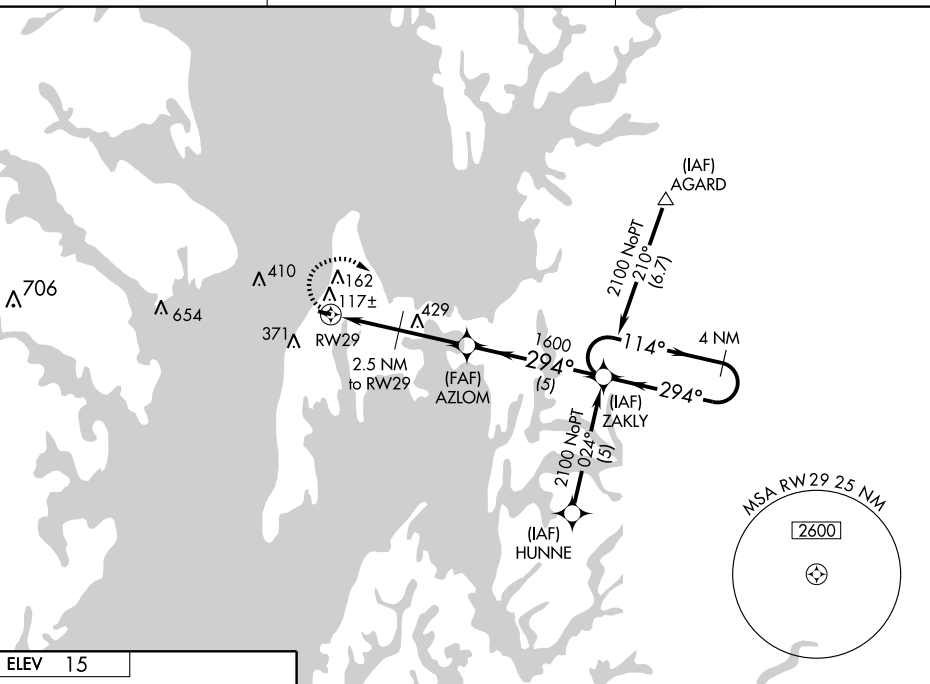 (IAF)
AGARD
2100 NoPT
210°
(6.7)
706
410
654
162
117±
371
RW29
429
2.5 NM
to RW29
(FAF)
AZLOM
1600
294°
(5)
114°
4 NM
294°
(IAF)
ZAKLY
2100 NoPT
024°
(5)
(IAF)
HUNNE
MSA RW 29 25 NM
2600
ELEV 15